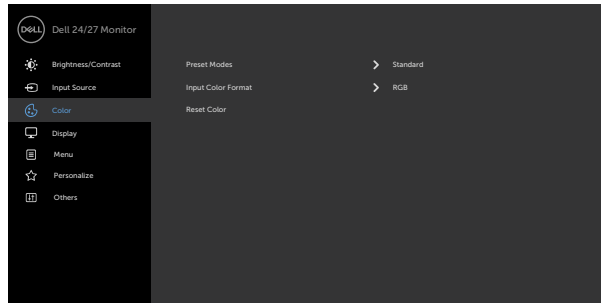 DELL Dell 24/27 Monitor
Brightness/Contrast Preset Modes Standard
Input Source Input Color Format RGB
Color Reset Color
Display
Menu
Personalize
Others